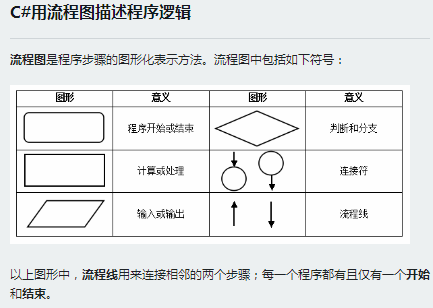 C#用流程图描述程序逻辑
流程图是程序步骤的图形化表示方法。流程图中包括如下符号：
图形 意义 图形 意义
程序开始或结束 判断和分支
计算或处理 连接符
输入或输出 流程线
以上图形中，流程线用来连接相邻的两个步骤；每一个程序都有且仅有一个开始
和结束。